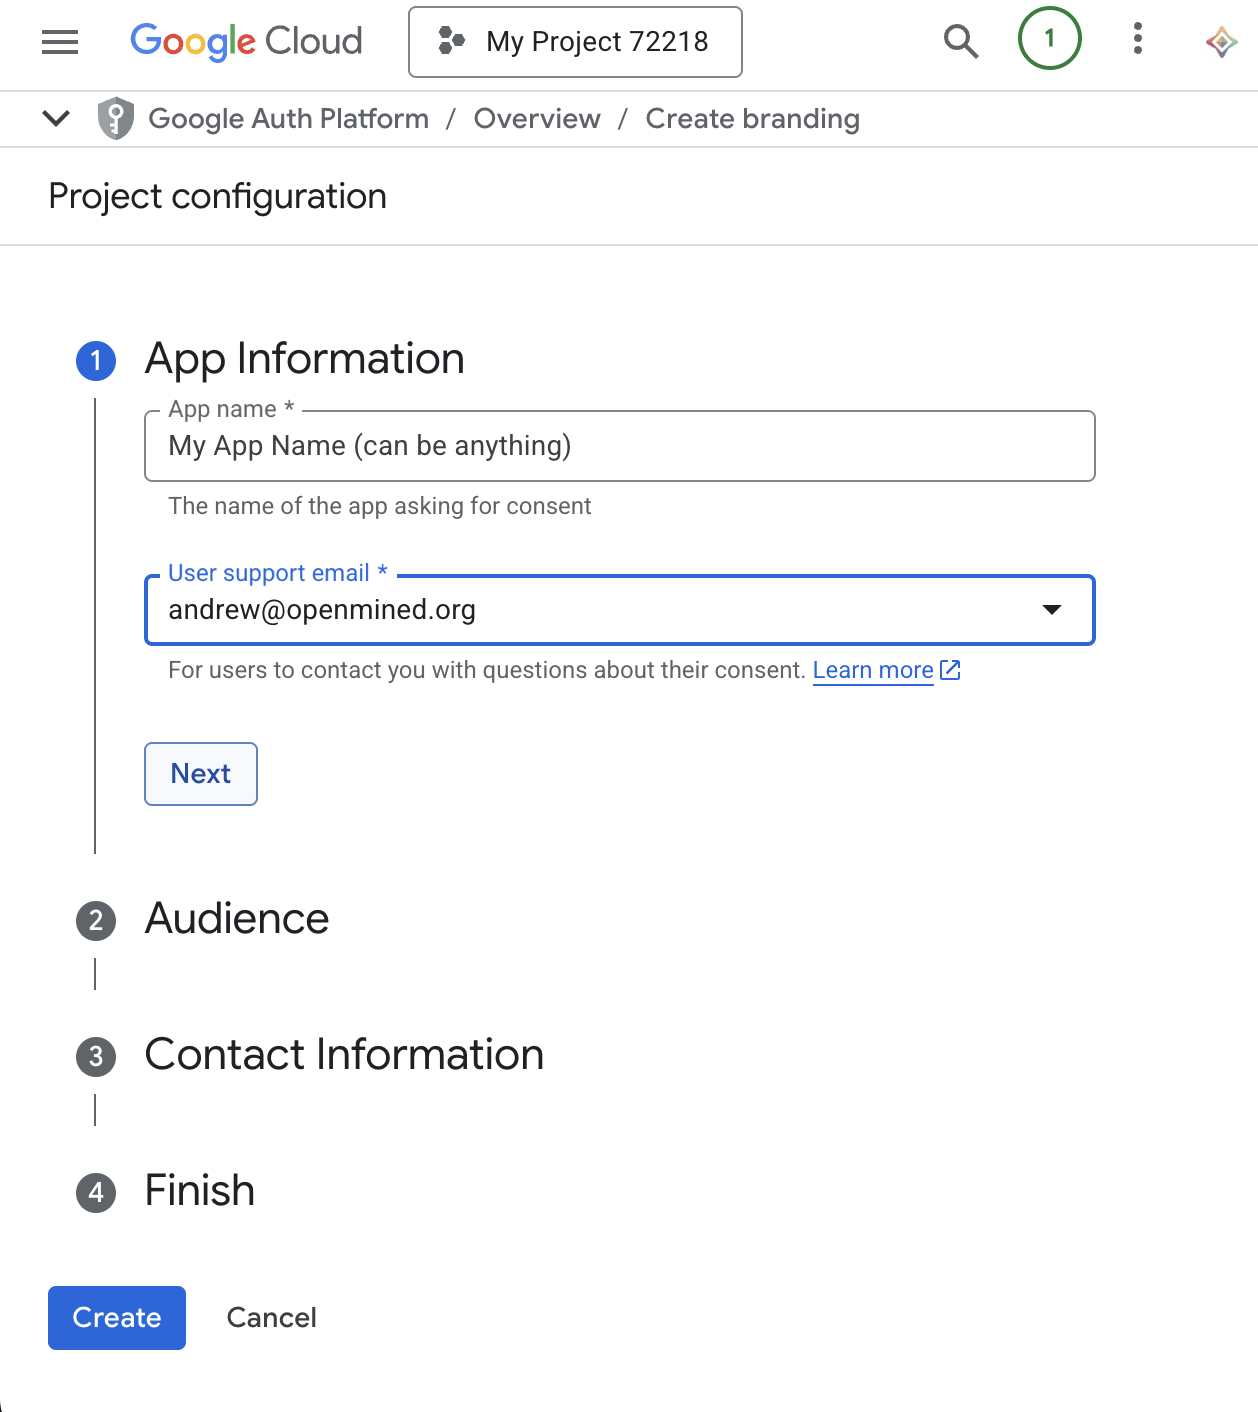 Google Cloud
My Project 72218
1
Google Auth Platform / Overview / Create branding
Project configuration
1 App Information
App name *
My App Name (can be anything)
The name of the app asking for consent
User support email *
andrew@openmined.org
For users to contact you with questions about their consent. Learn more
Next
2 Audience
3 Contact Information
4 Finish
Create Cancel